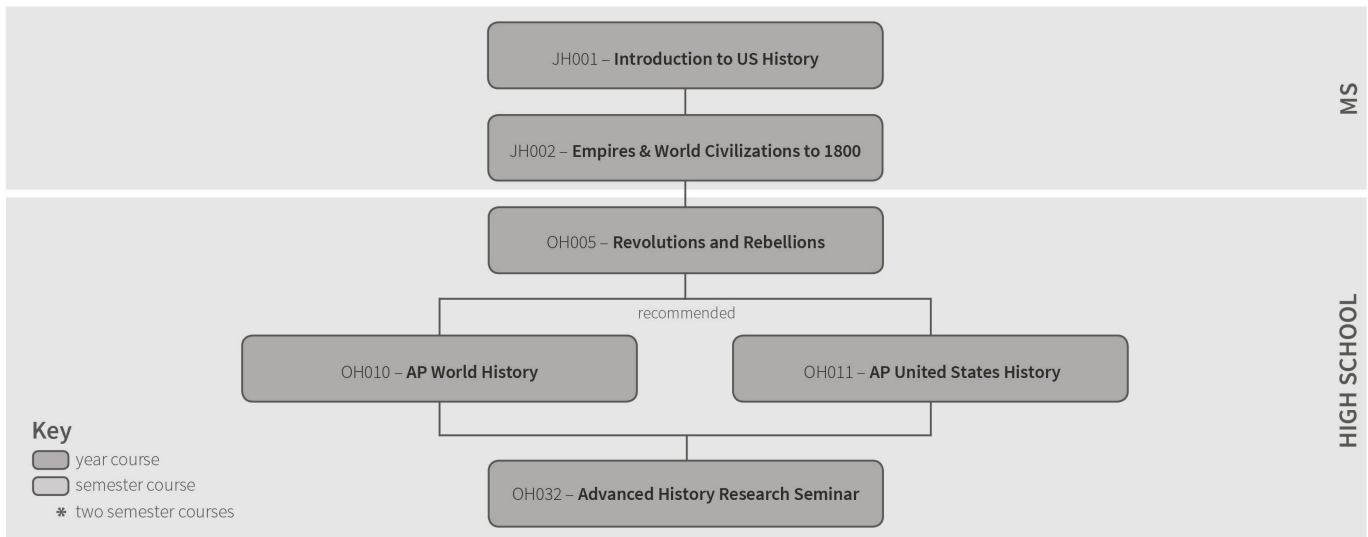 JH001 – Introduction to US History
MS
JH002 – Empires & World Civilizations to 1800
OH005 – Revolutions and Rebellions
recommended
OH010 – AP World History
OH011 – AP United States History
HIGH SCHOOL
OH032 – Advanced History Research Seminar
Key
year course
semester course
* two semester courses